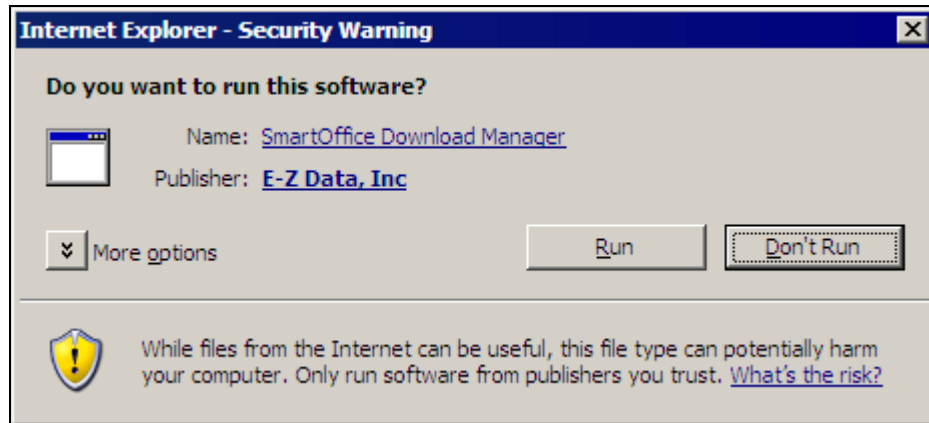 Internet Explorer - Security Warning
Do you want to run this software?
Name: SmartOffice Download Manager
Publisher: E-Z Data, Inc
More options
Run
Don't Run
While files from the Internet can be useful, this file type can potentially harm
your computer. Only run software from publishers you trust. What's the risk?